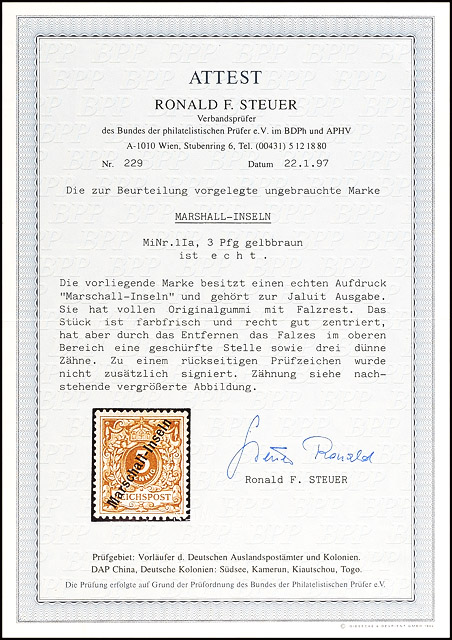 ATTEST
RONALD F. STEUER
Verbandsprüfer
des Bundes der philatelistischen Prüfer e.V. im BDPh und APHV
A-1010 Wien, Stubenring 6, Tel. (00431) 5 12 18 80
Nr. 229 Datum 22.1.97
Die zur Beurteilung vorgelegte ungebrauchte Marke
MARSHALL-INSELN
MiNr.1Ia, 3 Pfg gelbbraun
ist echt.
Die vorliegende Marke besitzt einen echten Aufdruck
"Marschall-Inseln" und gehört zur Jaluit Ausgabe.
Sie hat vollen Originalgummi mit Falzrest. Das
Stück ist farbfrisch und recht gut zentriert,
hat aber durch das Entfernen das Falzes im oberen
Bereich eine geschürfte Stelle sowie drei dünne
Zähne. Zu einem rückseitigen Prüfzeichen wurde
nicht zusätzlich signiert. Zähnung siehe nach-
stehende vergrößerte Abbildung.
Marschall-Inseln
3
REICHSPOST
Steuer Ronald
Ronald F. STEUER
Prüfgebiet: Vorläufer d. Deutschen Auslandspostämter und Kolonien.
DAP China, Deutsche Kolonien: Südsee, Kamerun, Kiautschou, Togo.
Die Prüfung erfolgte auf Grund der Prüfordnung des Bundes der Philatelistischen Prüfer e.V.